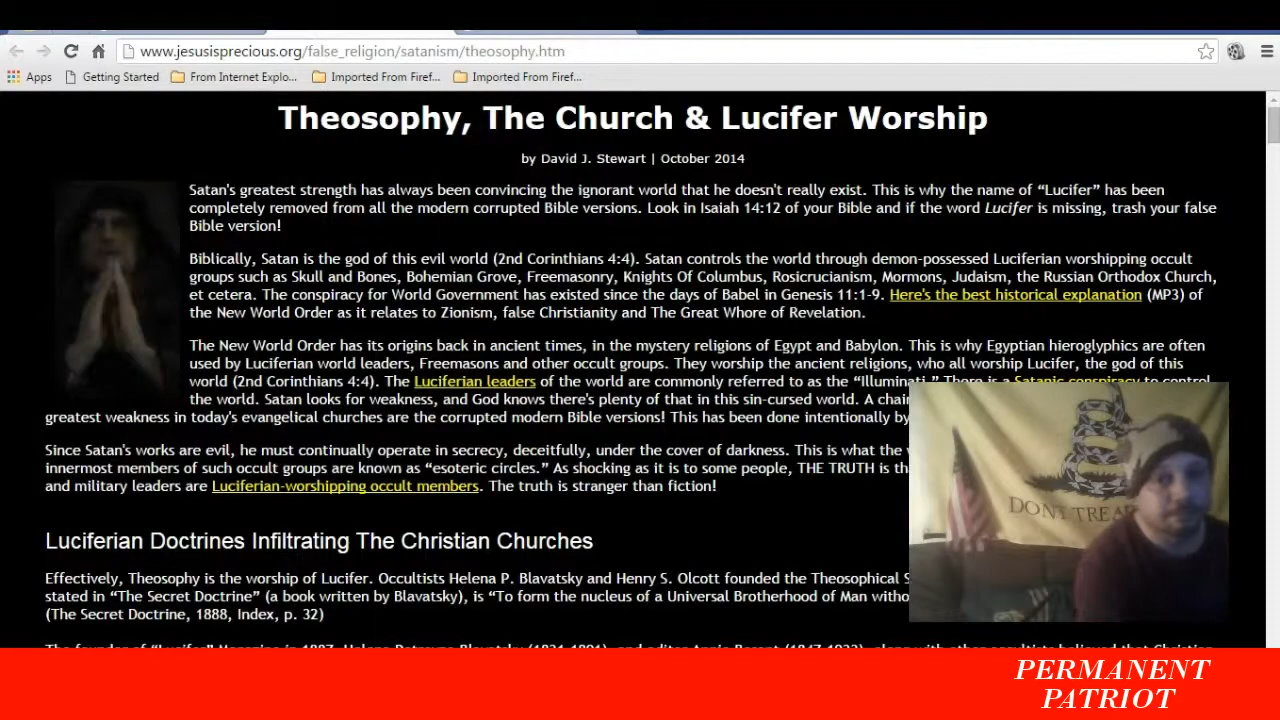 www.jesusisprecious.org/false_religion/satanism/theosophy.htm
Apps Getting Started From Internet Explo... Imported From Firef... Imported From Firef...
Theosophy, The Church & Lucifer Worship
by David J. Stewart | October 2014
Satan's greatest strength has always been convincing the ignorant world that he doesn't really exist. This is why the name of “Lucifer” has been
completely removed from all the modern corrupted Bible versions. Look in Isaiah 14:12 of your Bible and if the word Lucifer is missing, trash your false
Bible version!
Biblically, Satan is the god of this evil world (2nd Corinthians 4:4). Satan controls the world through demon-possessed Luciferian worshipping occult
groups such as Skull and Bones, Bohemian Grove, Freemasonry, Knights Of Columbus, Rosicrucianism, Mormons, Judaism, the Russian Orthodox Church,
et cetera. The conspiracy for World Government has existed since the days of Babel in Genesis 11:1-9. Here's the best historical explanation (MP3) of
the New World Order as it relates to Zionism, false Christianity and The Great Whore of Revelation.
The New World Order has its origins back in ancient times, in the mystery religions of Egypt and Babylon. This is why Egyptian hieroglyphics are often
used by Luciferian world leaders, Freemasons and other occult groups. They worship the ancient religions, who all worship Lucifer, the god of this
world (2nd Corinthians 4:4). The Luciferian leaders of the world are commonly referred to as the “Illuminati.” There is a Satanic conspiracy to control
the world. Satan looks for weakness, and God knows there's plenty of that in this sin-cursed world. A chain
greatest weakness in today's evangelical churches are the corrupted modern Bible versions! This has been done intentionally by
Since Satan's works are evil, he must continually operate in secrecy, deceitfully, under the cover of darkness. This is what the
innermost members of such occult groups are known as “esoteric circles.” As shocking as it is to some people, THE TRUTH is
and military leaders are Luciferian-worshipping occult members. The truth is stranger than fiction!
DON'T TREA
Luciferian Doctrines Infiltrating The Christian Churches
Effectively, Theosophy is the worship of Lucifer. Occultists Helena P. Blavatsky and Henry S. Olcott founded the Theosophical
stated in “The Secret Doctrine” (a book written by Blavatsky), is “To form the nucleus of a Universal Brotherhood of Man
(The Secret Doctrine, 1888, Index, p. 32)
PERMANENT
PATRIOT